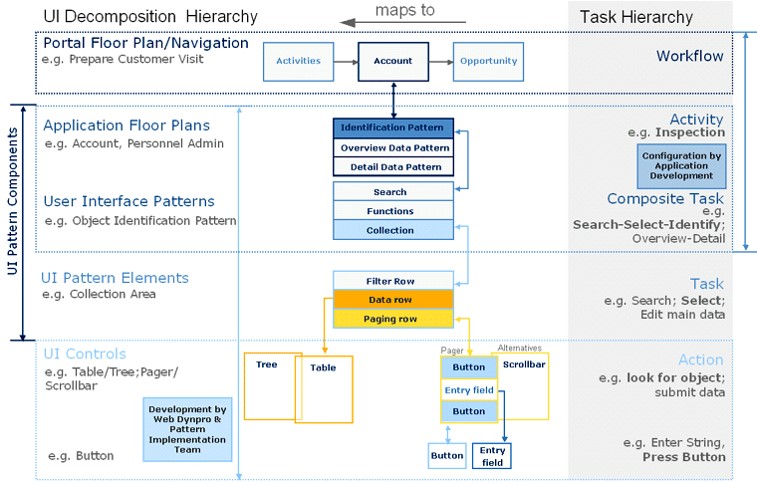 UI Decomposition Hierarchy
maps to
Task Hierarchy
Portal Floor Plan/Navigation
e.g. Prepare Customer Visit
Activities
Account
Opportunity
Workflow
UI Pattern Components
Application Floor Plans
e.g. Account, Personnel Admin
Identification Pattern
Overview Data Pattern
Detail Data Pattern
Activity
e.g. Inspection
Configuration by
Application
Development
User Interface Patterns
e.g. Object Identification Pattern
Search
Functions
Collection
Composite Task
e.g.
Search-Select-Identify;
Overview-Detail
UI Pattern Elements
e.g. Collection Area
Filter Row
Data row
Paging row
Task
e.g. Search; Select;
Edit main data
UI Controls
e.g. Table/Tree;Pager/
Scrollbar
Tree
Table
Pager
Alternatives
Button
Entry field
Button
Scrollbar
Action
e.g. look for object;
submit data
Development by
Web Dynpro &
Pattern
Implementation
Team
e.g. Button
Button
Entry
field
e.g. Enter String,
Press Button